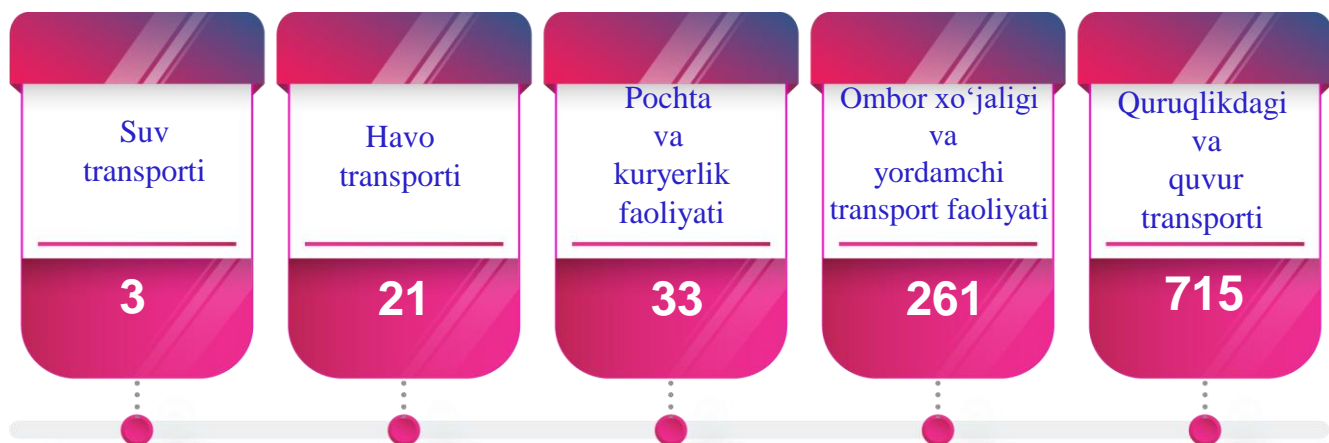 Suv
transporti
3
Havo
transporti
21
Pochta
va
kuryerlik
faoliyati
33
Ombor xo‘jaligi
va
yordamchi
transport faoliyati
261
Quruqlikdagi
va
quvur
transporti
715